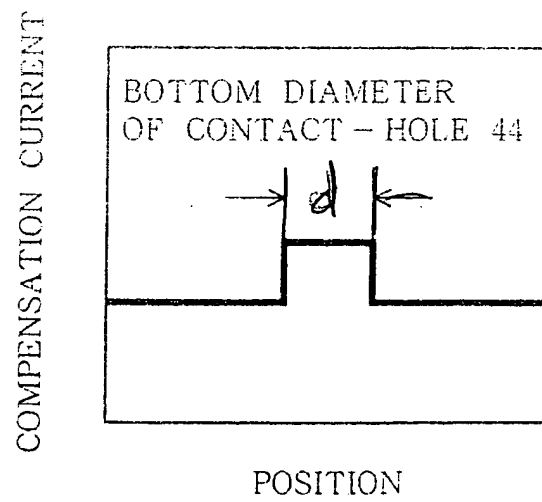 COMPENSATION CURRENT
BOTTOM DIAMETER
OF CONTACT – HOLE 44
d
POSITION